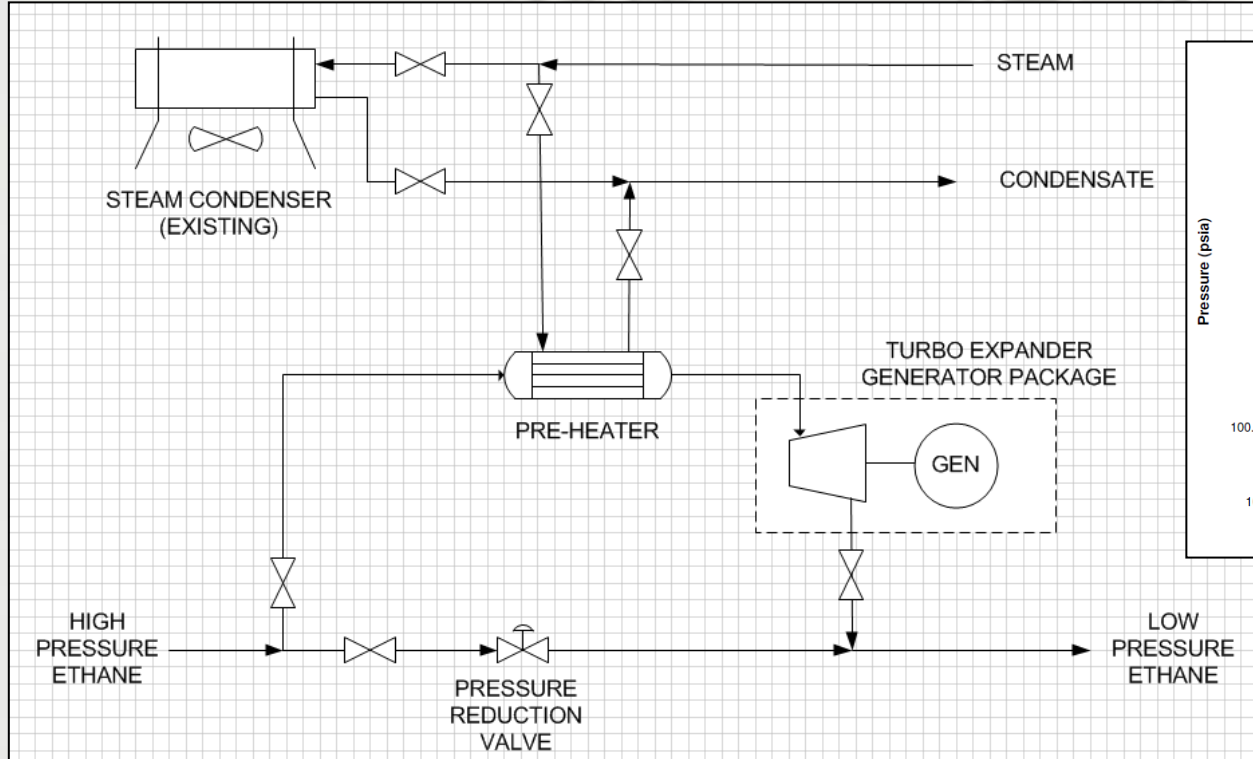 STEAM
STEAM CONDENSER
(EXISTING)
CONDENSATE
Pressure (psia)
TURBO EXPANDER
GENERATOR PACKAGE
PRE-HEATER
GEN
100.
HIGH
PRESSURE
ETHANE
PRESSURE
REDUCTION
VALVE
LOW
PRESSURE
ETHANE